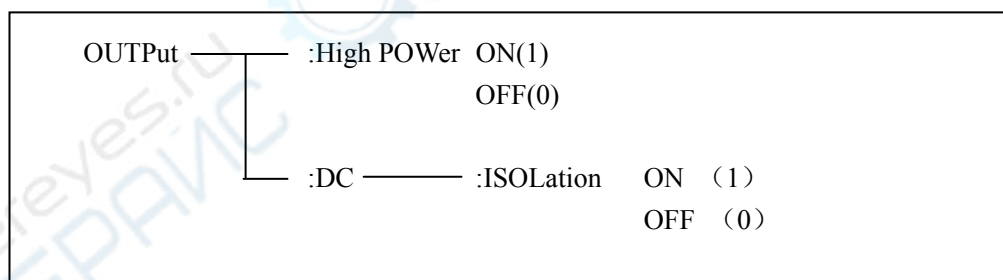 OUTPut :High POWer ON(1)
OFF(0)
:DC :ISOLation ON （1）
OFF （0）